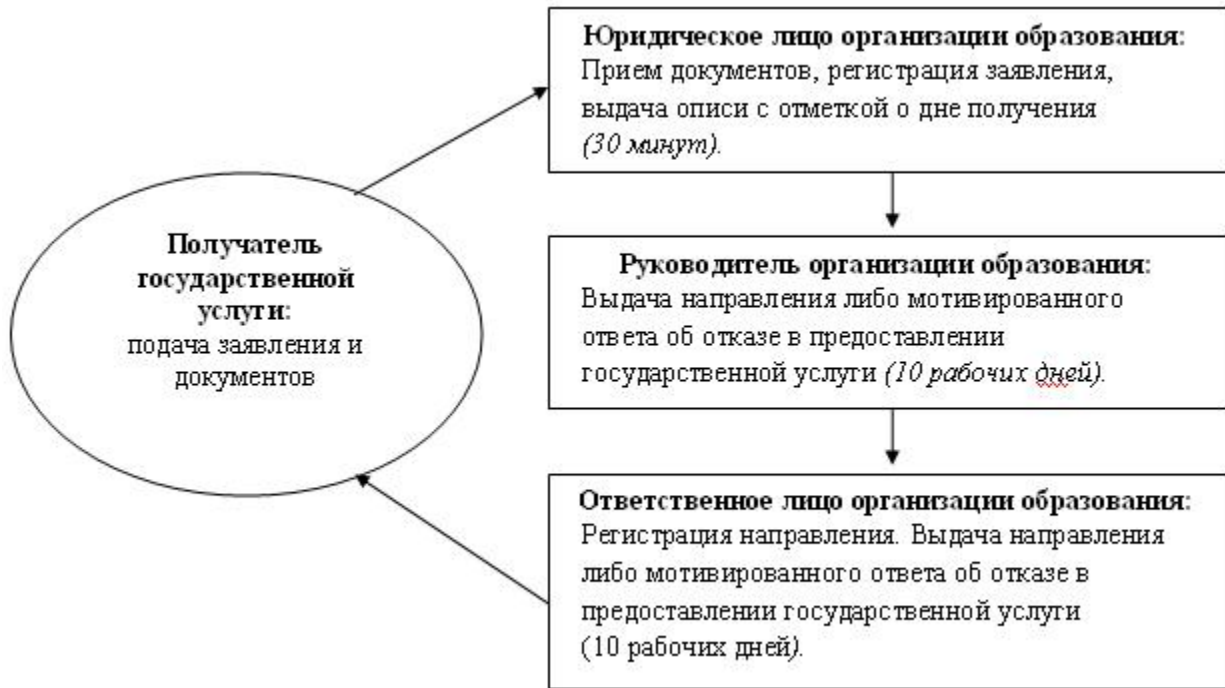 Получатель
государственной
услуги:
подача заявления и
документов
Юридическое лицо организации образования:
Прием документов, регистрация заявления,
выдача описи с отметкой о дне получения
(30 минут).
Руководитель организации образования:
Выдача направления либо мотивированного
ответа об отказе в предоставлении
государственной услуги (10 рабочих дней).
Ответственное лицо организации образования:
Регистрация направления. Выдача направления
либо мотивированного ответа об отказе в
предоставлении государственной услуги
(10 рабочих дней).